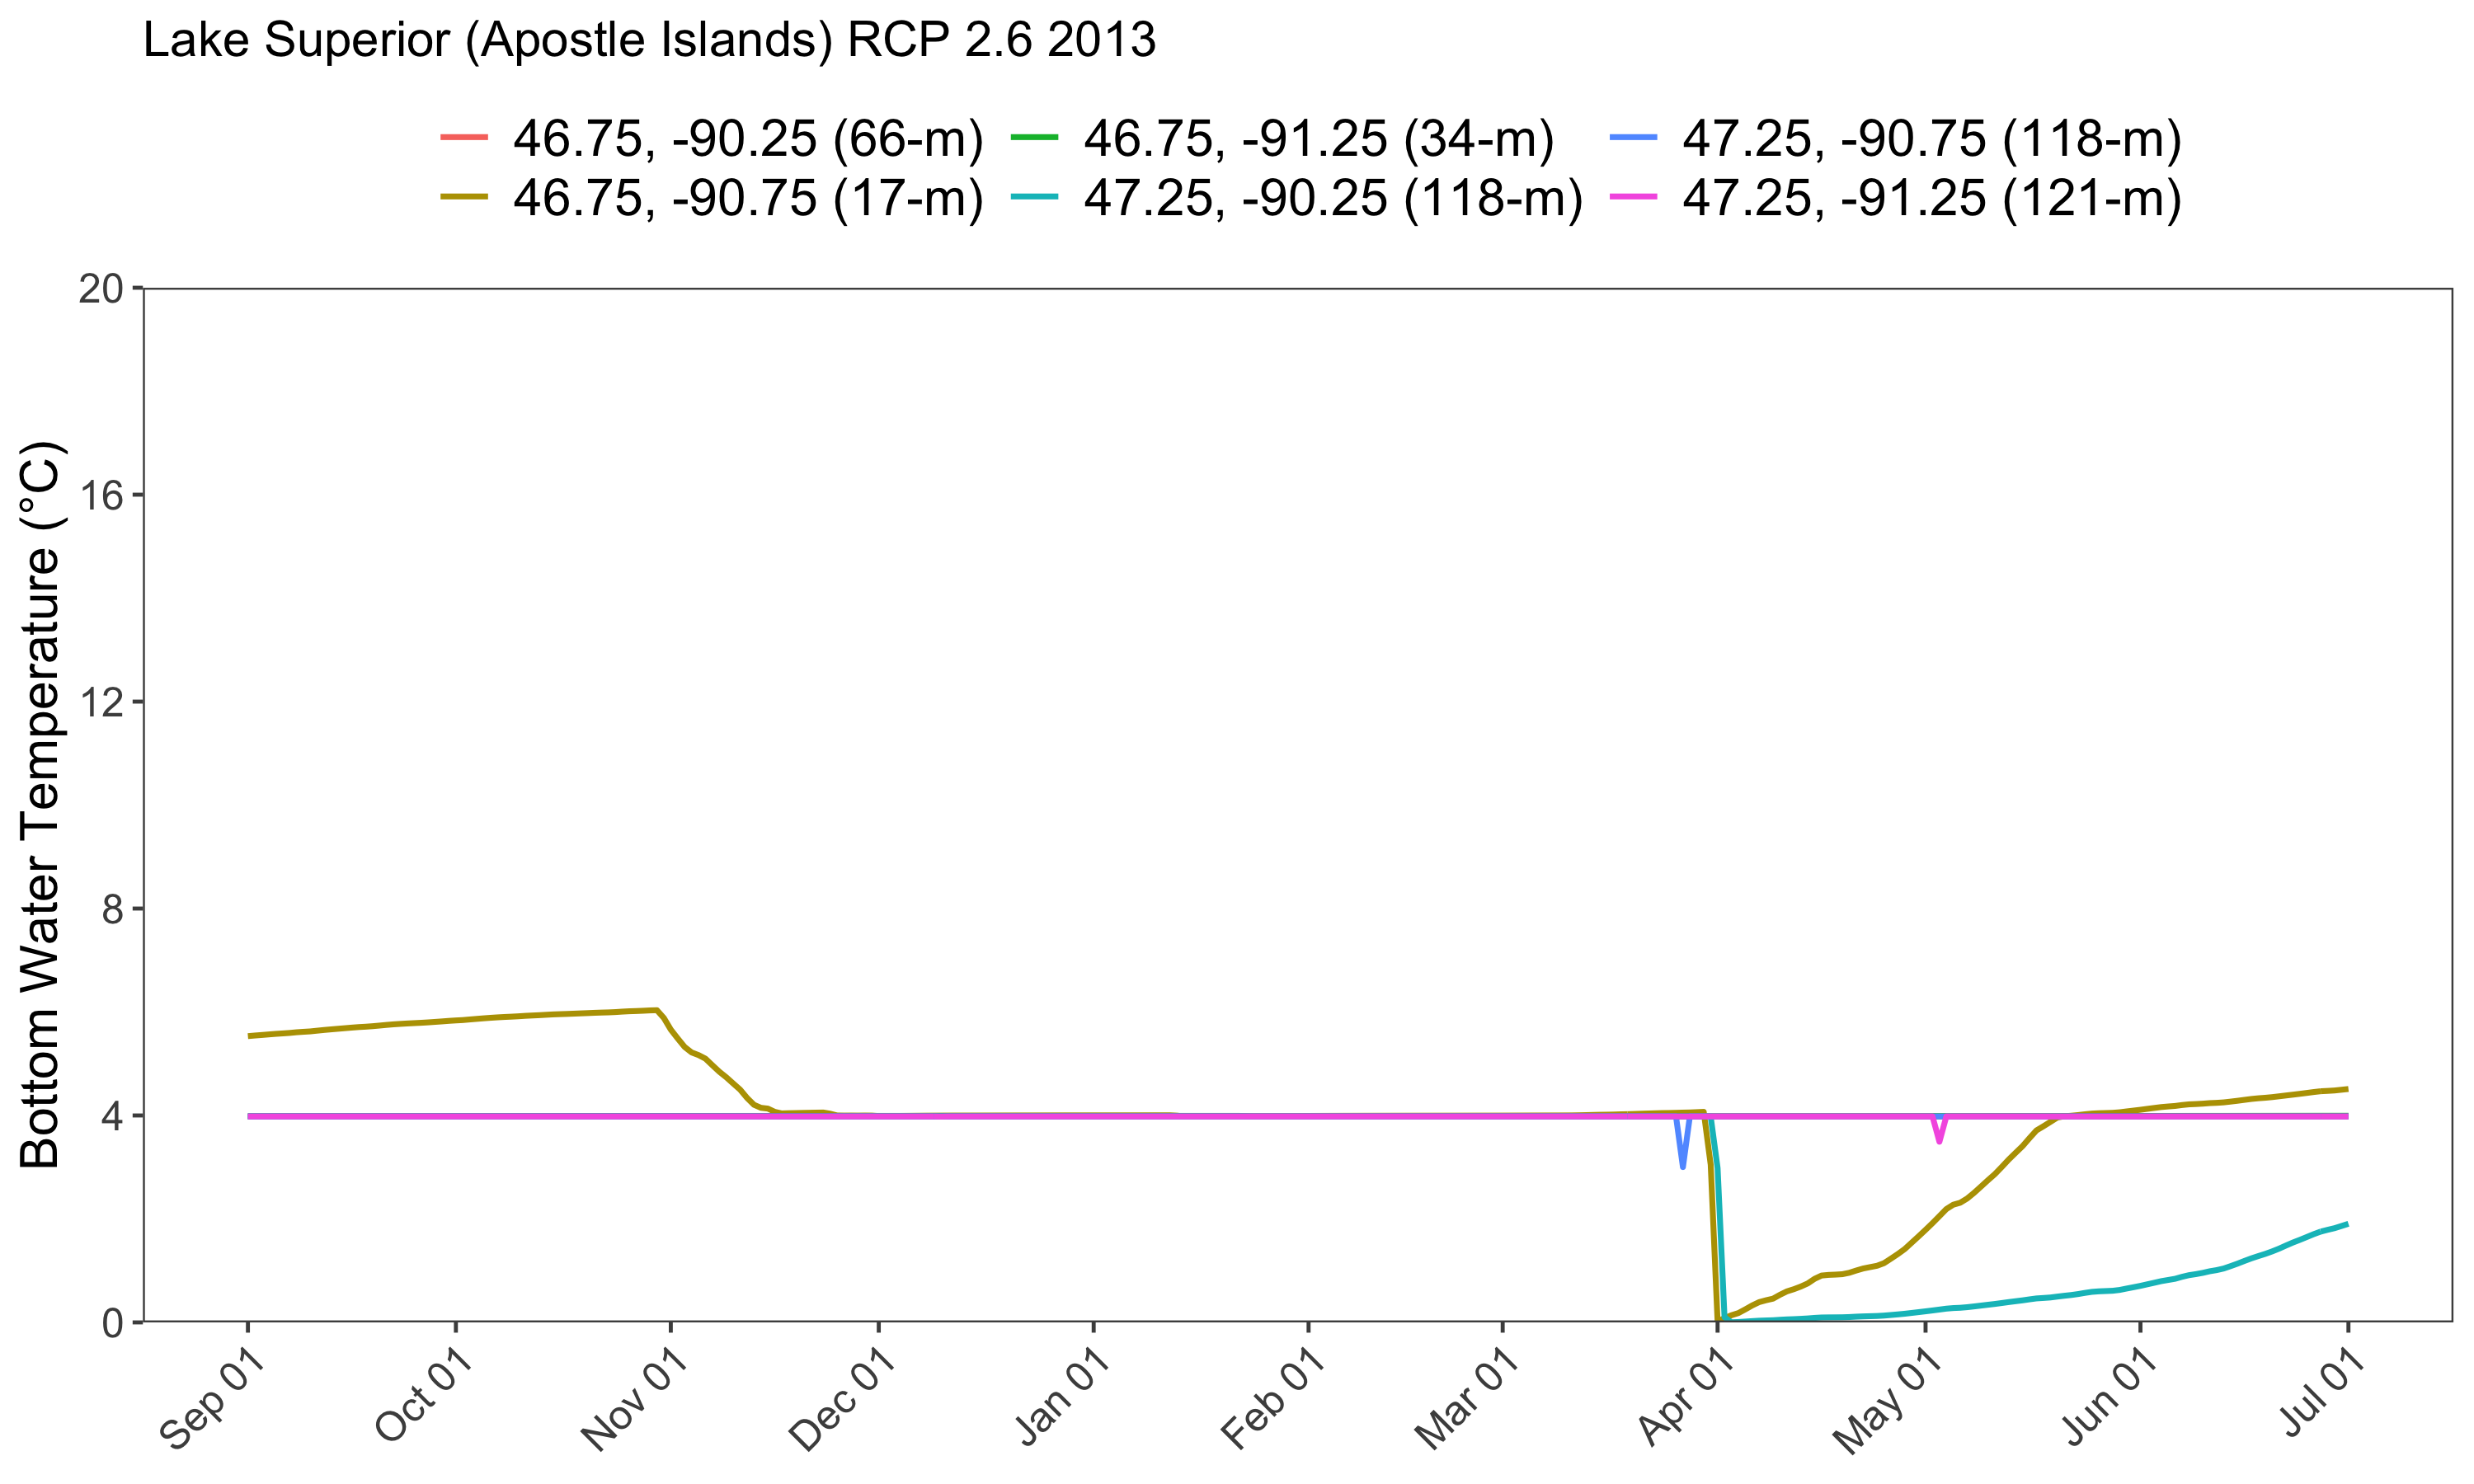 Lake Superior (Apostle Islands) RCP 2.6 2013
46.75, -90.25 (66-m) 46.75, -91.25 (34-m) 47.25, -90.75 (118-m)
46.75, -90.75 (17-m) 47.25, -90.25 (118-m) 47.25, -91.25 (121-m)
Bottom Water Temperature (°C)
20
16
12
8
4
0
Sep 01 Oct 01 Nov 01 Dec 01 Jan 01 Feb 01 Mar 01 Apr 01 May 01 Jun 01 Jul 01